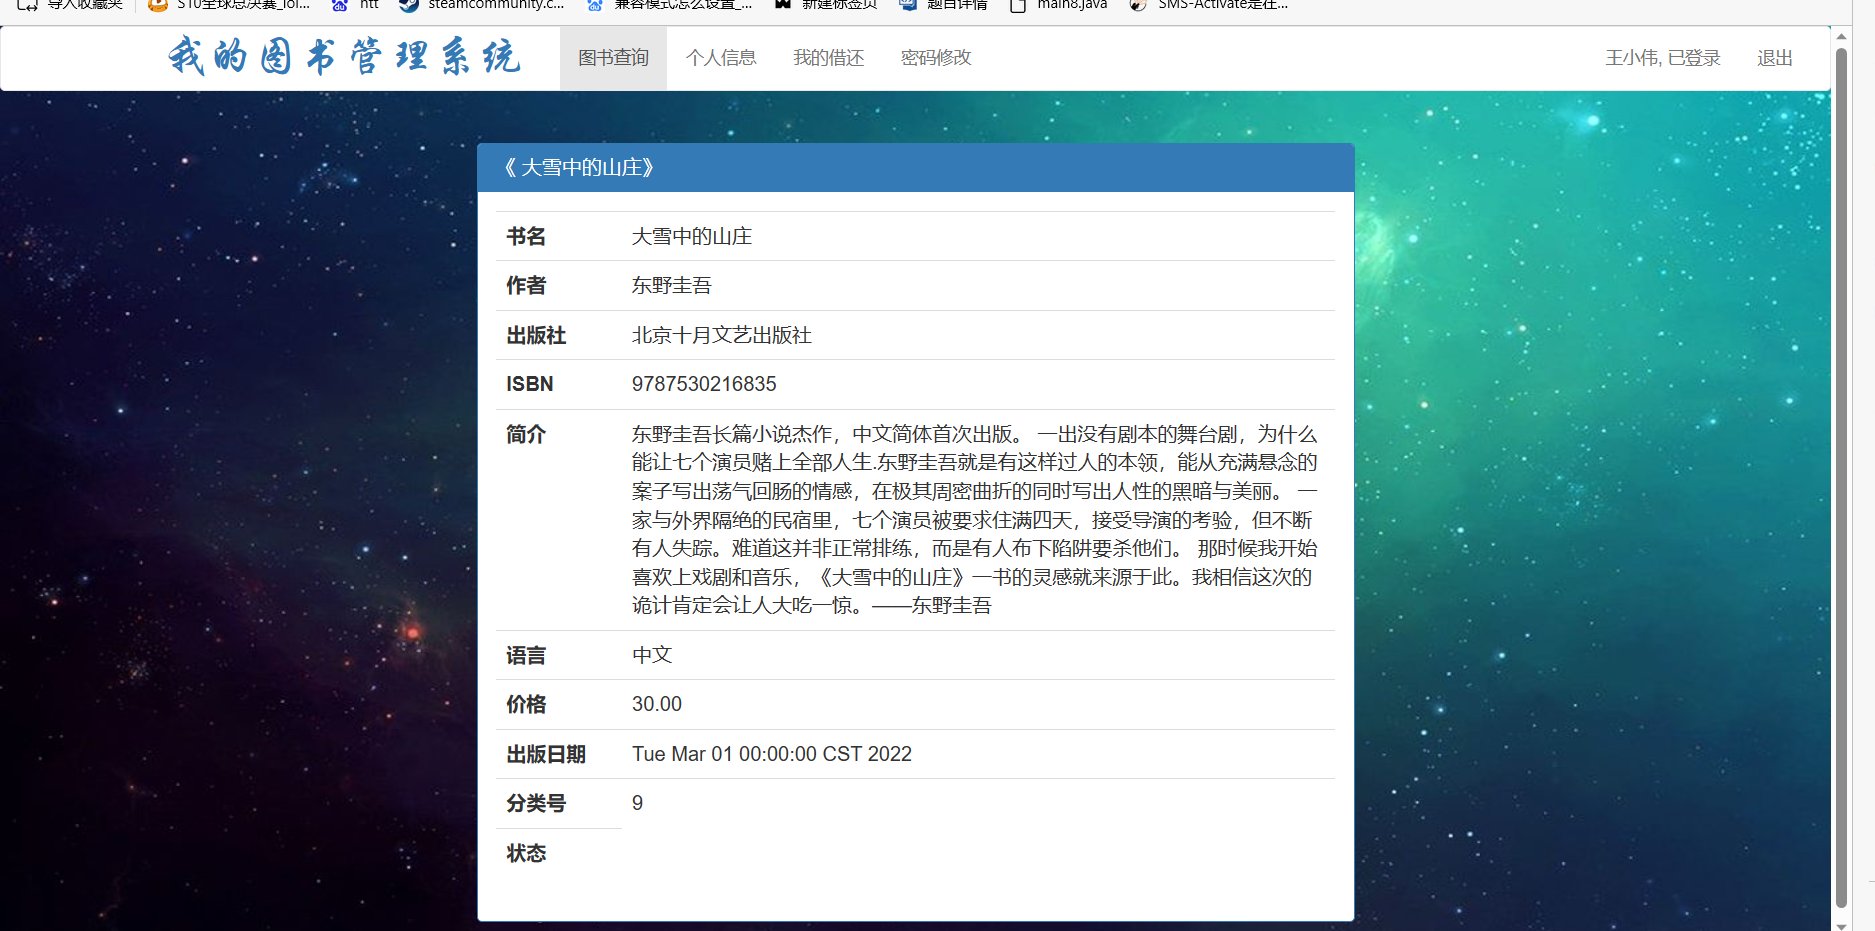 导入收藏夹 S10全球总决赛_lol... ntt steamcommunity.c... 兼容模式怎么设置_... 新建标签页 题目详情 main8.java SMS-Activate是在...
我的图书管理系统 图书查询 个人信息 我的借还 密码修改 王小伟, 已登录 退出
《 大雪中的山庄》
书名 大雪中的山庄
作者 东野圭吾
出版社 北京十月文艺出版社
ISBN 9787530216835
简介 东野圭吾长篇小说杰作，中文简体首次出版。 一出没有剧本的舞台剧，为什么
能让七个演员赌上全部人生.东野圭吾就是有这样过人的本领，能从充满悬念的
案子写出荡气回肠的情感，在极其周密曲折的同时写出人性的黑暗与美丽。 一
家与外界隔绝的民宿里，七个演员被要求住满四天，接受导演的考验，但不断
有人失踪。难道这并非正常排练，而是有人布下陷阱要杀他们。 那时候我开始
喜欢上戏剧和音乐，《大雪中的山庄》一书的灵感就来源于此。我相信这次的
诡计肯定会让人大吃一惊。——东野圭吾
语言 中文
价格 30.00
出版日期 Tue Mar 01 00:00:00 CST 2022
分类号 9
状态